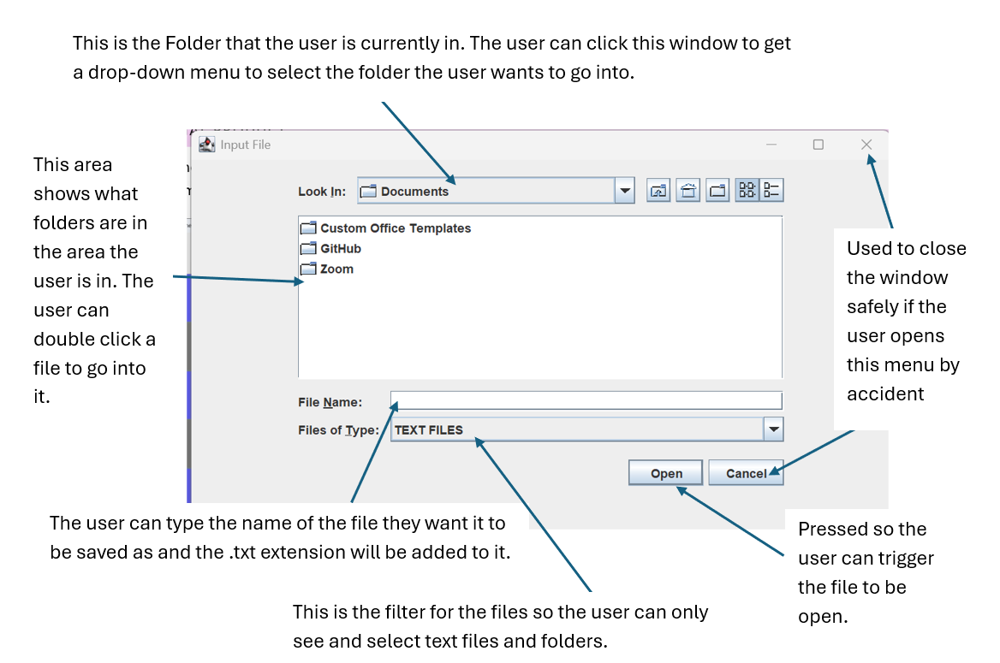 This is the Folder that the user is currently in. The user can click this window to get
a drop-down menu to select the folder the user wants to go into.
Input File
This area
shows what
folders are in
the area the
user is in. The
user can
double click a
file to go into
it.
Look In:
Documents
Custom Office Templates
GitHub
Zoom
Used to close
the window
safely if the
user opens
this menu by
accident
File Name:
Files of Type:
TEXT FILES
Open
Cancel
The user can type the name of the file they want it to
be saved as and the .txt extension will be added to it.
Pressed so the
user can trigger
the file to be
open.
This is the filter for the files so the user can only
see and select text files and folders.